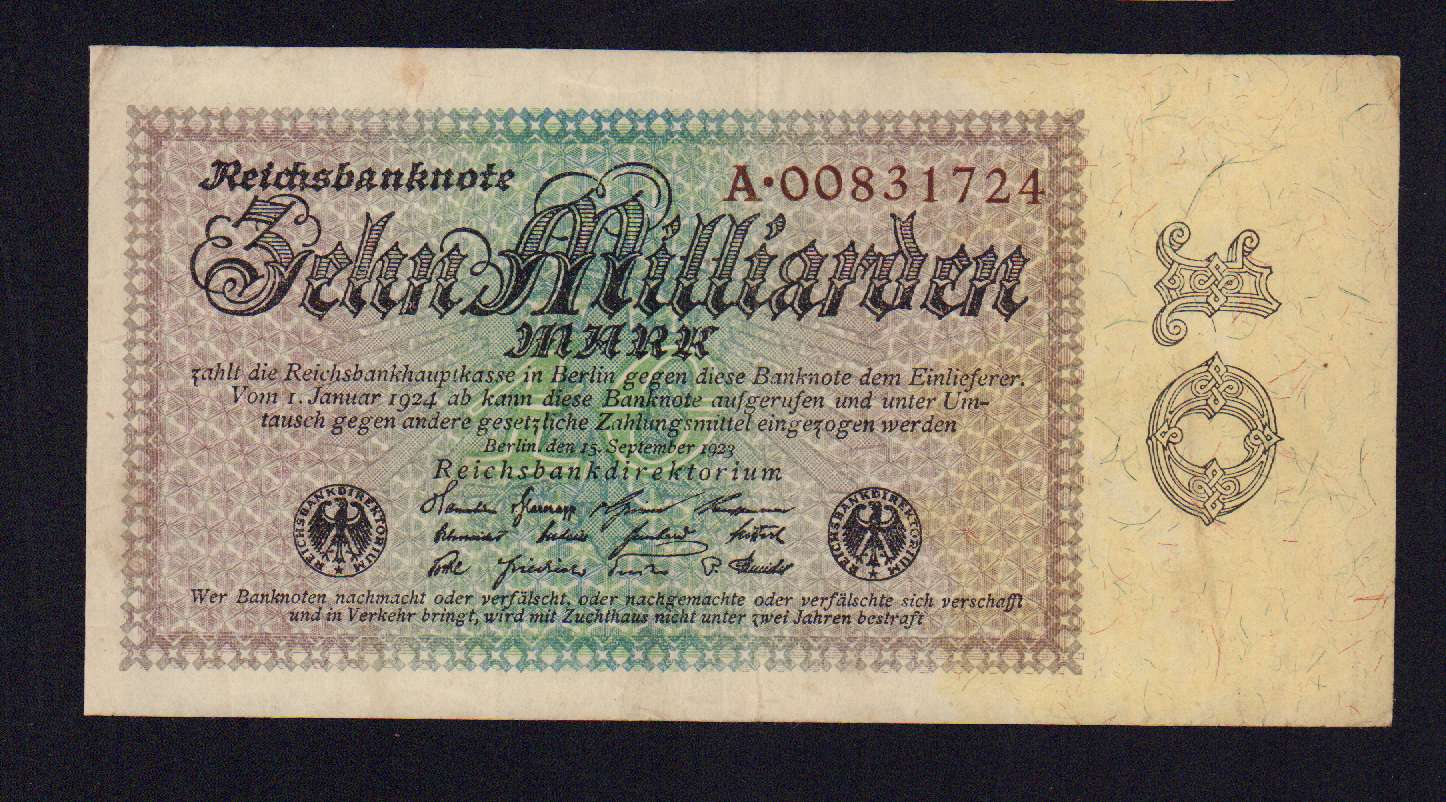 Reichsbanknote
A·00831724
Zehn Milliarden
MARK
zahlt die Reichsbankhauptkasse in Berlin gegen diese Banknote dem Einlieferer.
Vom 1. Januar 1924 ab kann diese Banknote aufgerufen und unter Um-
tausch gegen andere gesetzliche Zahlungsmittel eingezogen werden
Berlin, den 15. September 1923
Reichsbankdirektorium
REICHSBANKDIREKTORIUM
REICHSBANKDIREKTORIUM
Wer Banknoten nachmacht oder verfälscht, oder nachgemachte oder verfälschte sich verschafft
und in Verkehr bringt, wird mit Zuchthaus nicht unter zwei Jahren bestraft
10
10